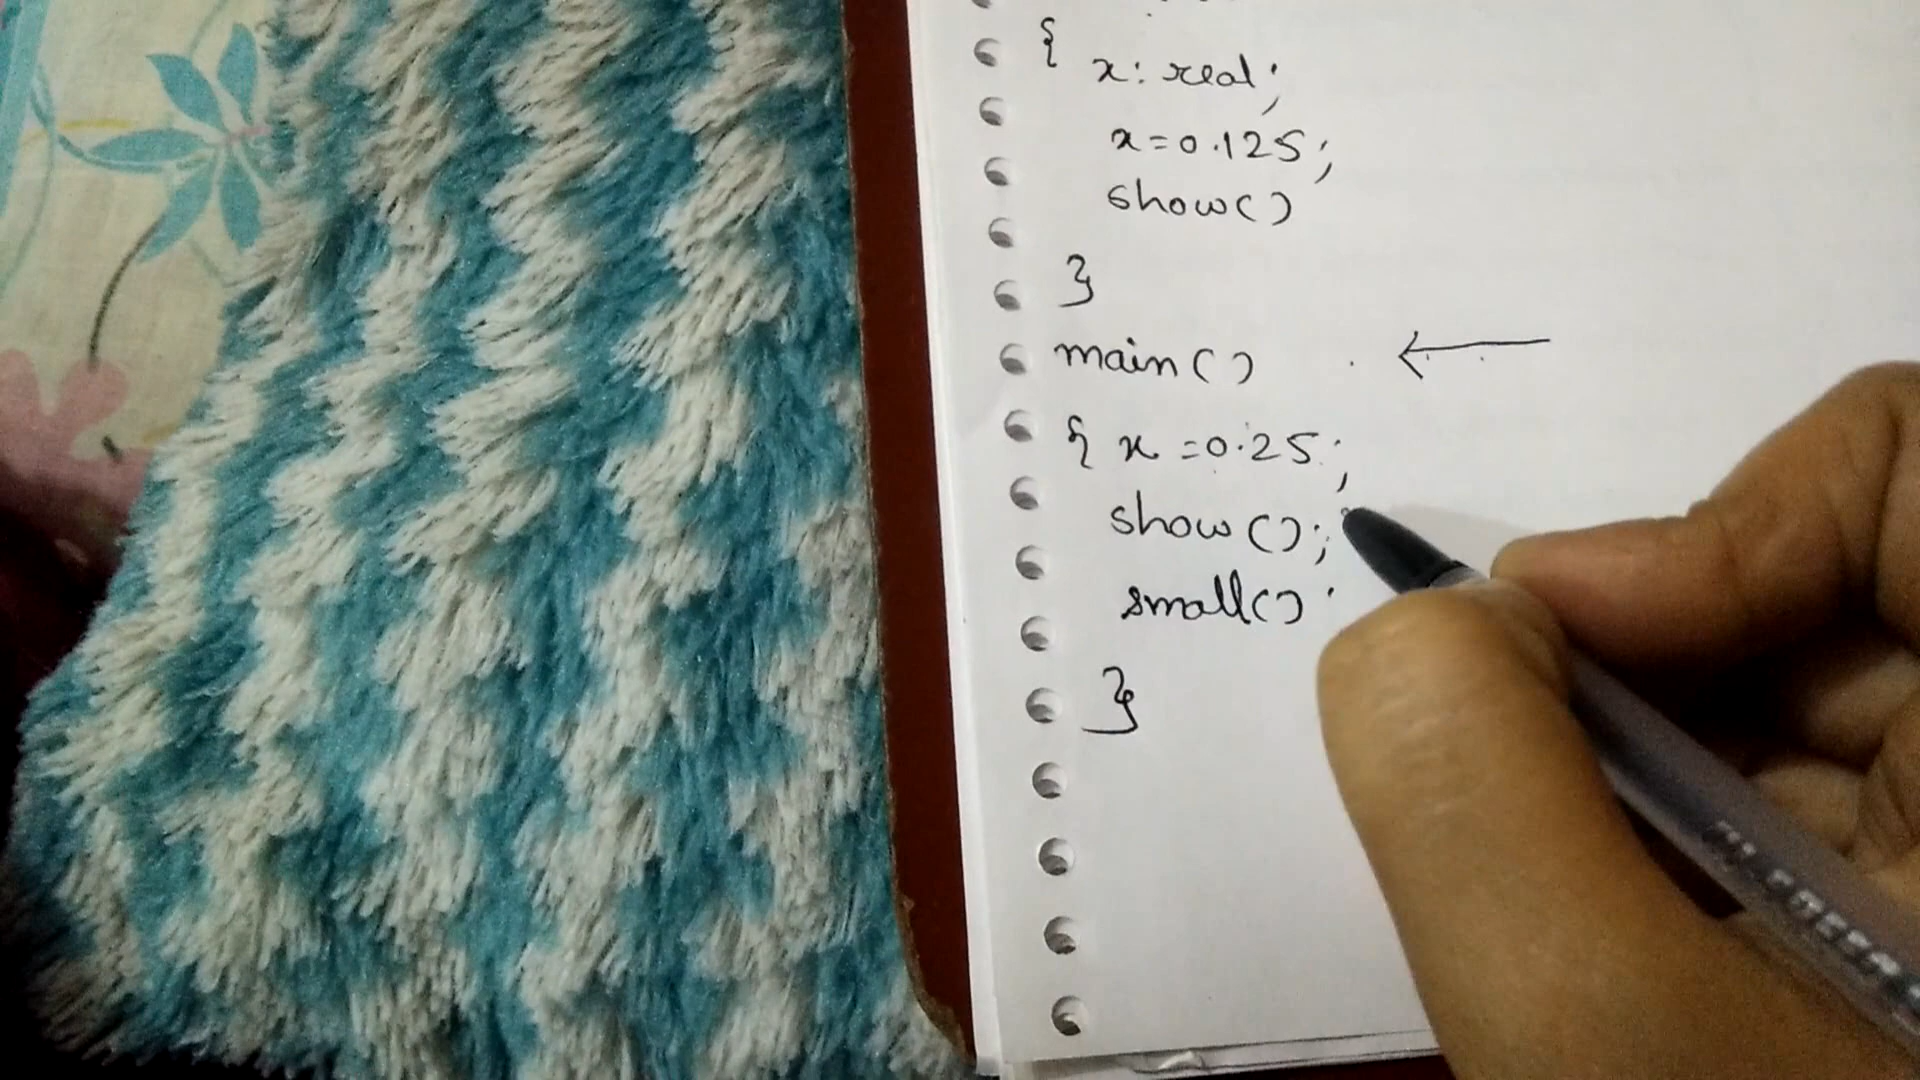 {
x: real;
x=0.125;
show()
}
main() ←
{ x=0.25;
show();
small();
}